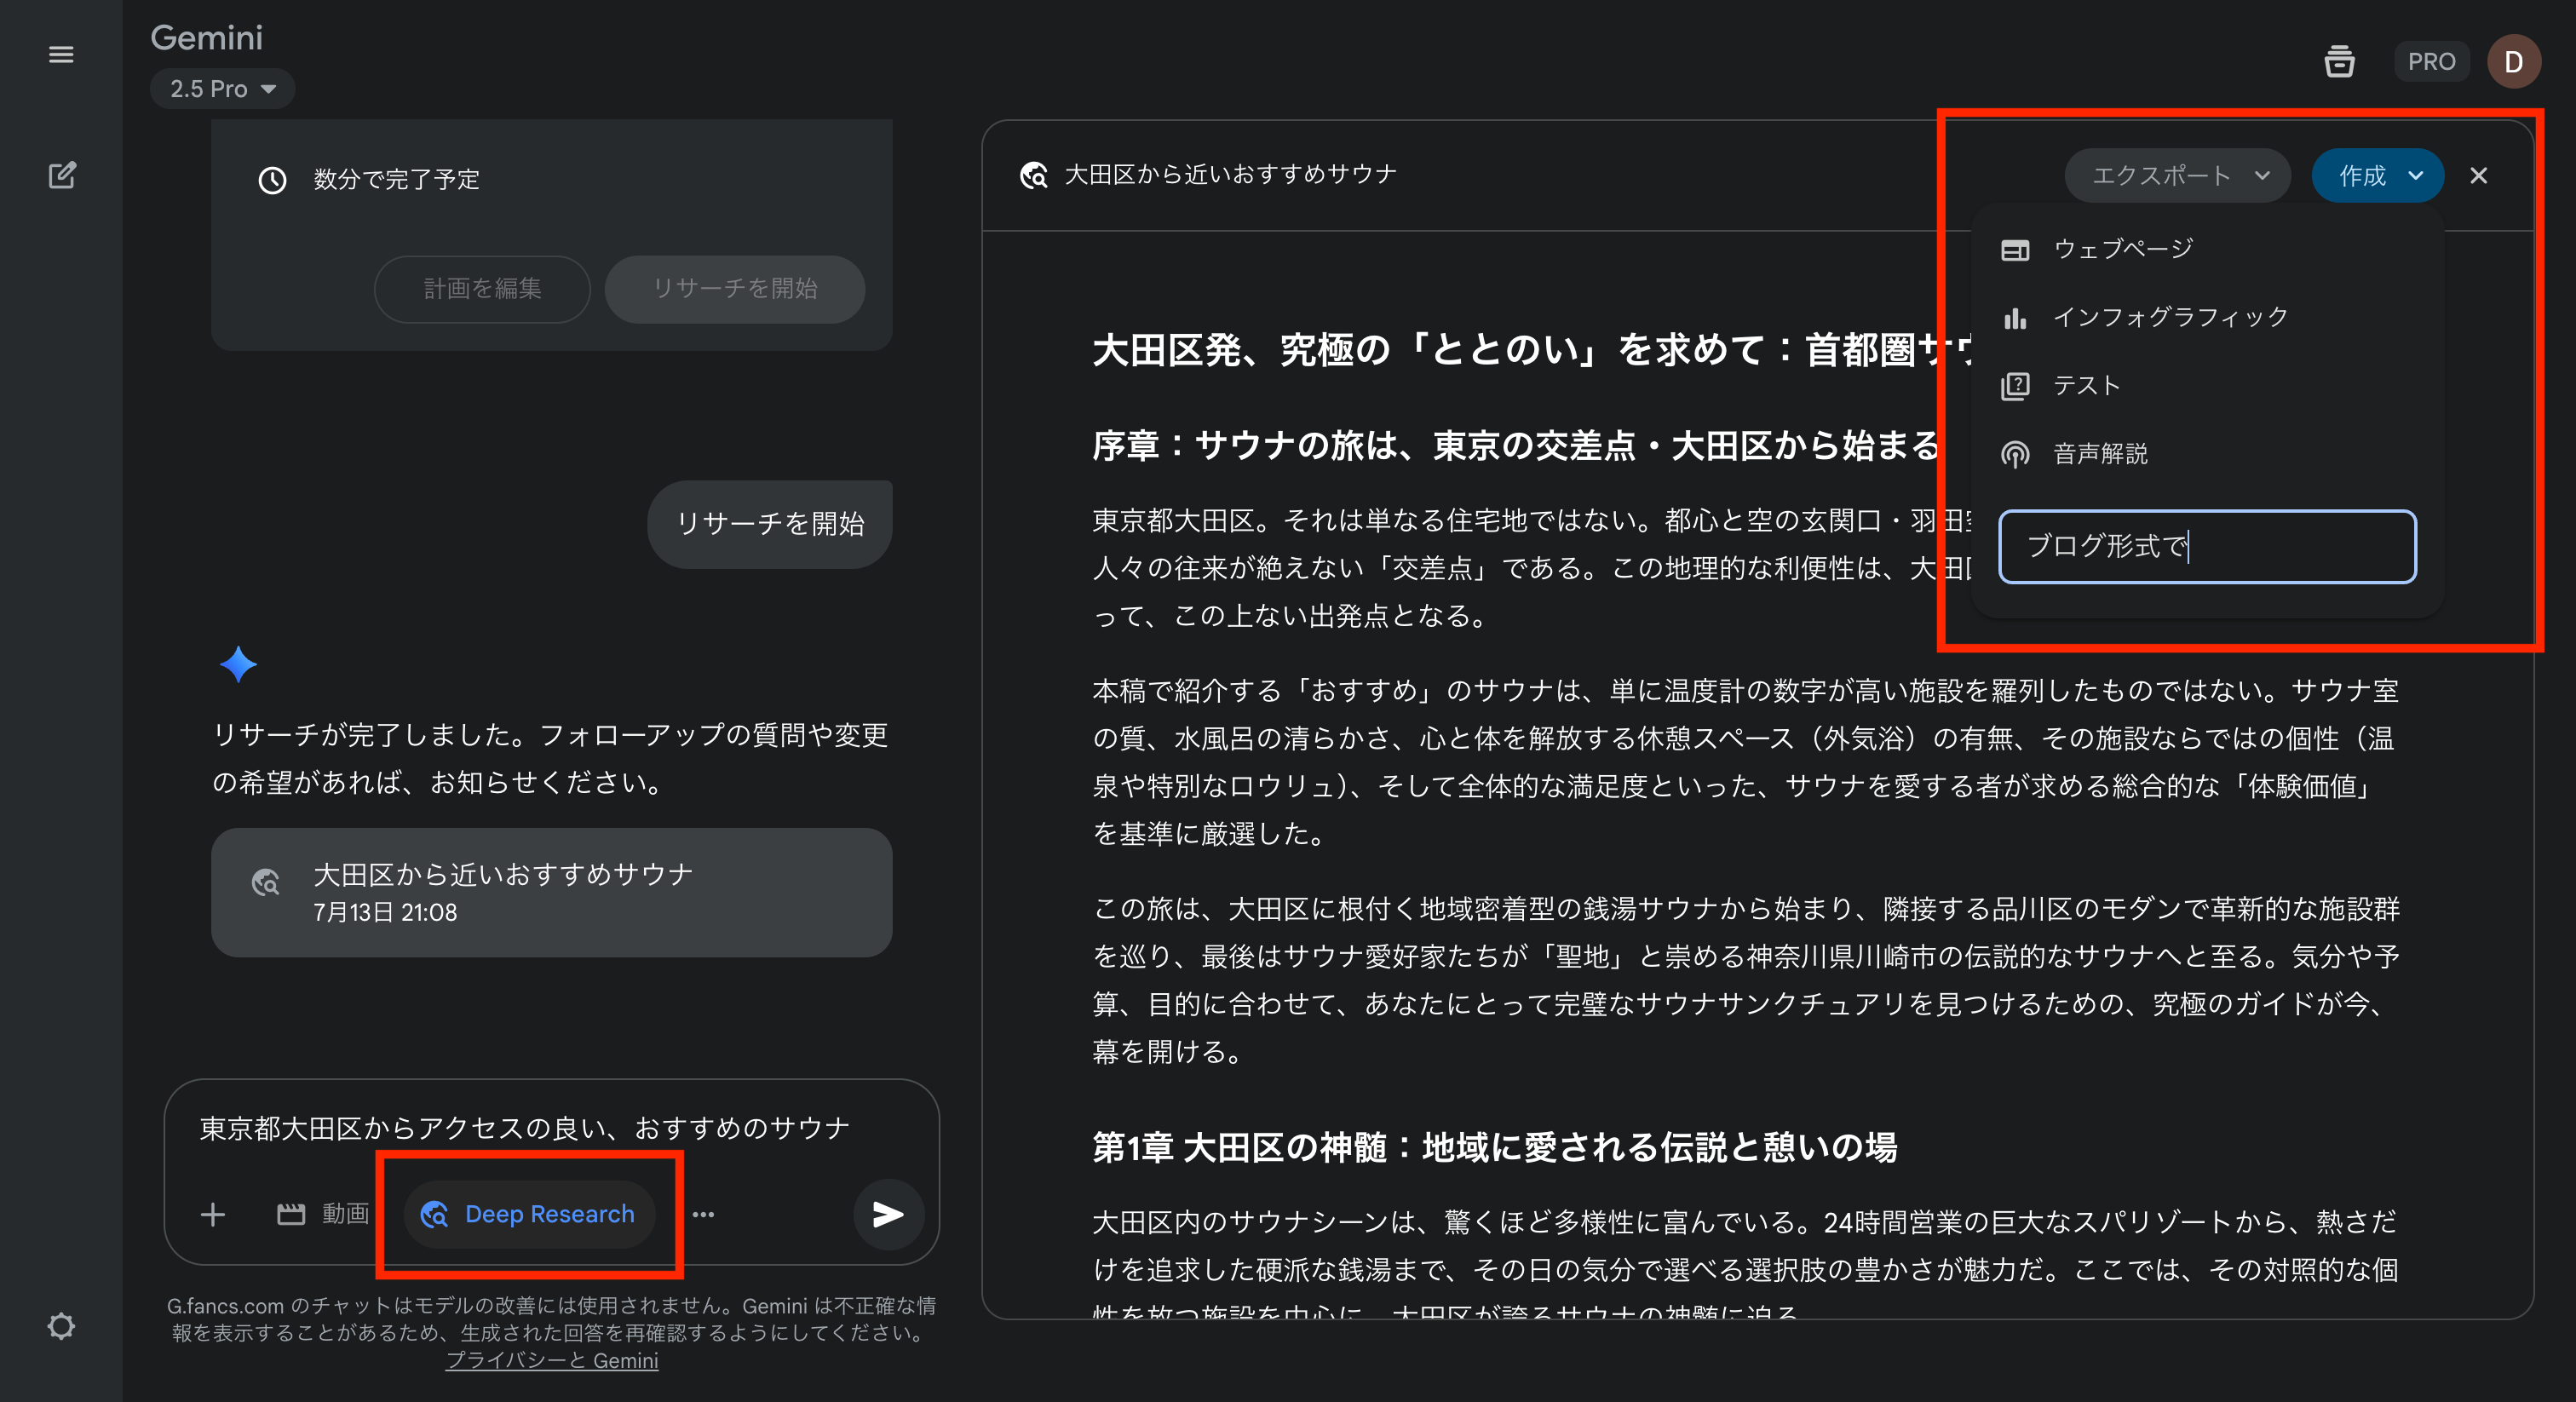 Gemini
2.5 Pro
PRO
D
数分で完了予定
計画を編集
リサーチを開始
リサーチを開始
リサーチが完了しました。フォローアップの質問や変更
の希望があれば、お知らせください。
大田区から近いおすすめサウナ
7月13日 21:08
東京都大田区からアクセスの良い、おすすめのサウナ
動画
Deep Research
G.fancs.com のチャットはモデルの改善には使用されません。Gemini は不正確な情
報を表示することがあるため、生成された回答を再確認するようにしてください。
プライバシーと Gemini
大田区から近いおすすめサウナ
エクスポート
作成
ウェブページ
インフォグラフィック
テスト
音声解説
ブログ形式で
大田区発、究極の「ととのい」を求めて：首都圏サウ
序章：サウナの旅は、東京の交差点・大田区から始まる
東京都大田区。それは単なる住宅地ではない。都心と空の玄関口・羽田空
人々の往来が絶えない「交差点」である。この地理的な利便性は、大田区
って、この上ない出発点となる。
本稿で紹介する「おすすめ」のサウナは、単に温度計の数字が高い施設を羅列したものではない。サウナ室
の質、水風呂の清らかさ、心と体を解放する休憩スペース（外気浴）の有無、その施設ならではの個性（温
泉や特別なロウリュ）、そして全体的な満足度といった、サウナを愛する者が求める総合的な「体験価値」
を基準に厳選した。
この旅は、大田区に根付く地域密着型の銭湯サウナから始まり、隣接する品川区のモダンで革新的な施設群
を巡り、最後はサウナ愛好家たちが「聖地」と崇める神奈川県川崎市の伝説的なサウナへと至る。気分や予
算、目的に合わせて、あなたにとって完璧なサウナサンクチュアリを見つけるための、究極のガイドが今、
幕を開ける。
第1章 大田区の神髄：地域に愛される伝説と憩いの場
大田区内のサウナシーンは、驚くほど多様性に富んでいる。24時間営業の巨大なスパリゾートから、熱さだ
けを追求した硬派な銭湯まで、その日の気分で選べる選択肢の豊かさが魅力だ。ここでは、その対照的な個
性を放つ施設を中心に、大田区が誇るサウナの神髄に迫る。